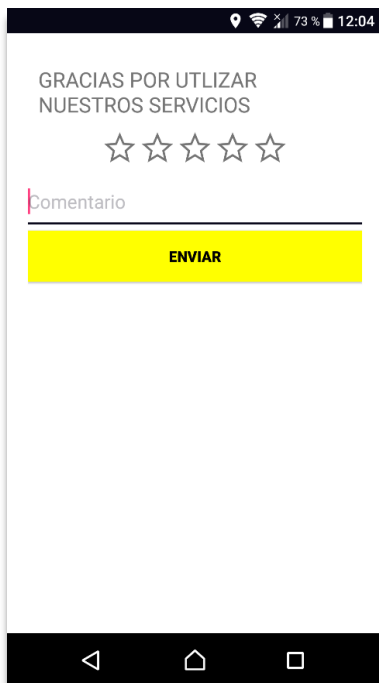 73 % 12:04
GRACIAS POR UTLIZAR
NUESTROS SERVICIOS
Comentario
ENVIAR